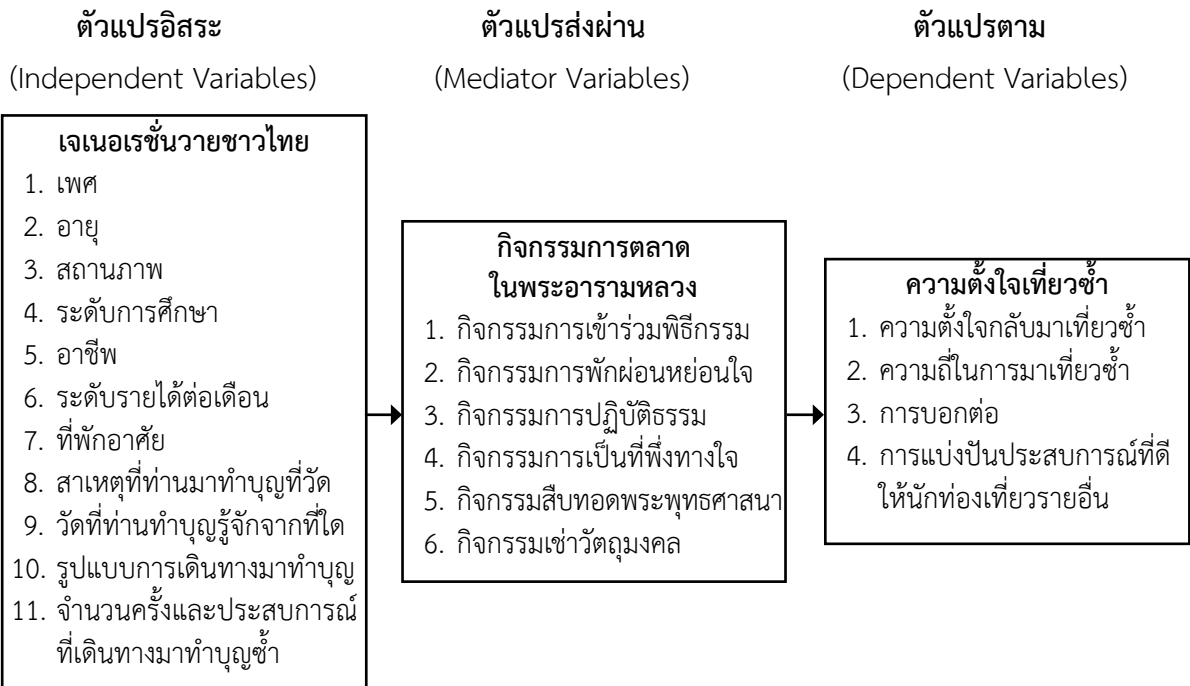 ตัวแปรอิสระ
(Independent Variables)
เจเนอเรชั่นวายชาวไทย
1. เพศ
2. อายุ
3. สถานภาพ
4. ระดับการศึกษา
5. อาชีพ
6. ระดับรายได้ต่อเดือน
7. ที่พักอาศัย
8. สาเหตุที่ท่านมาทำบุญที่วัด
9. วัดที่ท่านทำบุญรู้จักจากที่ใด
10. รูปแบบการเดินทางมาทำบุญ
11. จำนวนครั้งและประสบการณ์
ที่เดินทางมาทำบุญซ้ำ
ตัวแปรส่งผ่าน
(Mediator Variables)
กิจกรรมการตลาด
ในพระอารามหลวง
1. กิจกรรมการเข้าร่วมพิธีกรรม
2. กิจกรรมการพักผ่อนหย่อนใจ
3. กิจกรรมการปฏิบัติธรรม
4. กิจกรรมการเป็นที่พึ่งทางใจ
5. กิจกรรมสืบทอดพระพุทธศาสนา
6. กิจกรรมเช่าวัตถุมงคล
ตัวแปรตาม
(Dependent Variables)
ความตั้งใจเที่ยวซ้ำ
1. ความตั้งใจกลับมาเที่ยวซ้ำ
2. ความถี่ในการมาเที่ยวซ้ำ
3. การบอกต่อ
4. การแบ่งปันประสบการณ์ที่ดี
ให้นักท่องเที่ยวรายอื่น